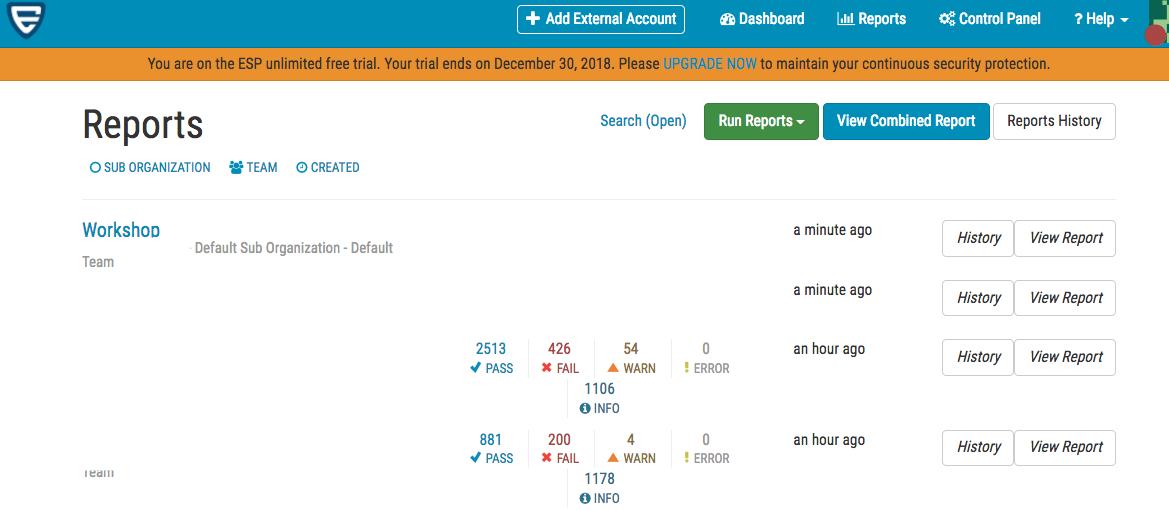 + Add External Account Dashboard Reports Control Panel ? Help
You are on the ESP unlimited free trial. Your trial ends on December 30, 2018. Please UPGRADE NOW to maintain your continuous security protection.
Reports
Search (Open) Run Reports View Combined Report Reports History
SUB ORGANIZATION TEAM CREATED
Workshop a minute ago History View Report
- Default Sub Organization - Default
Team
a minute ago History View Report
2513 426 54 0 an hour ago History View Report
PASS FAIL WARN ! ERROR
1106
INFO
881 200 4 0 an hour ago History View Report
PASS FAIL WARN ! ERROR
Team
1178
INFO